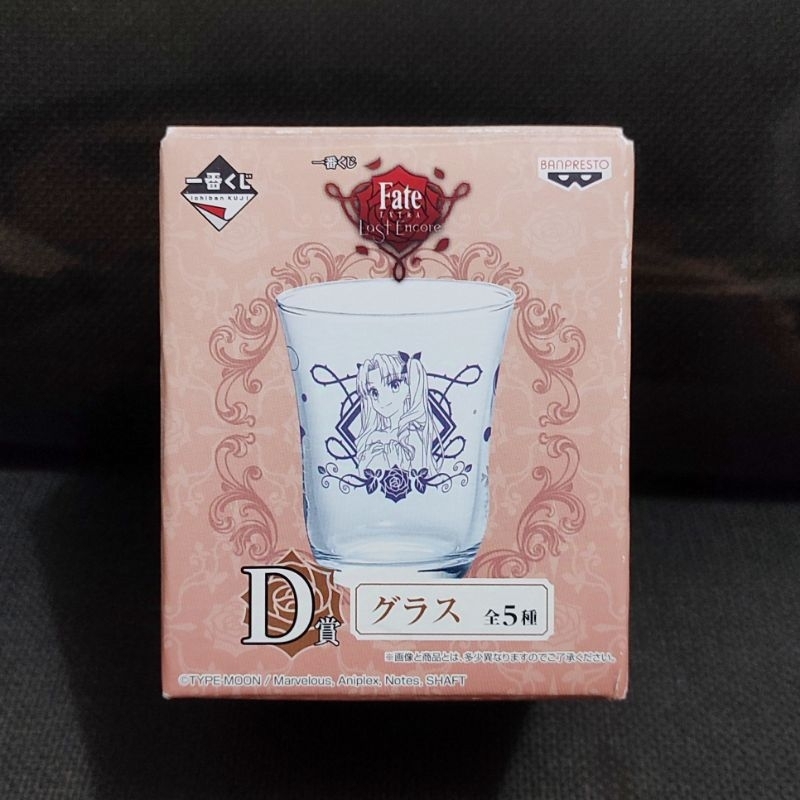 一番くじ
一番くじ
ichiban KUJI
BANPRESTO
Fate
EXTRA
Last Encore
D賞
グラス 全5種
※画像と商品とは、多少異なりますのでご了承ください。
©TYPE-MOON / Marvelous, Aniplex, Notes, SHAFT